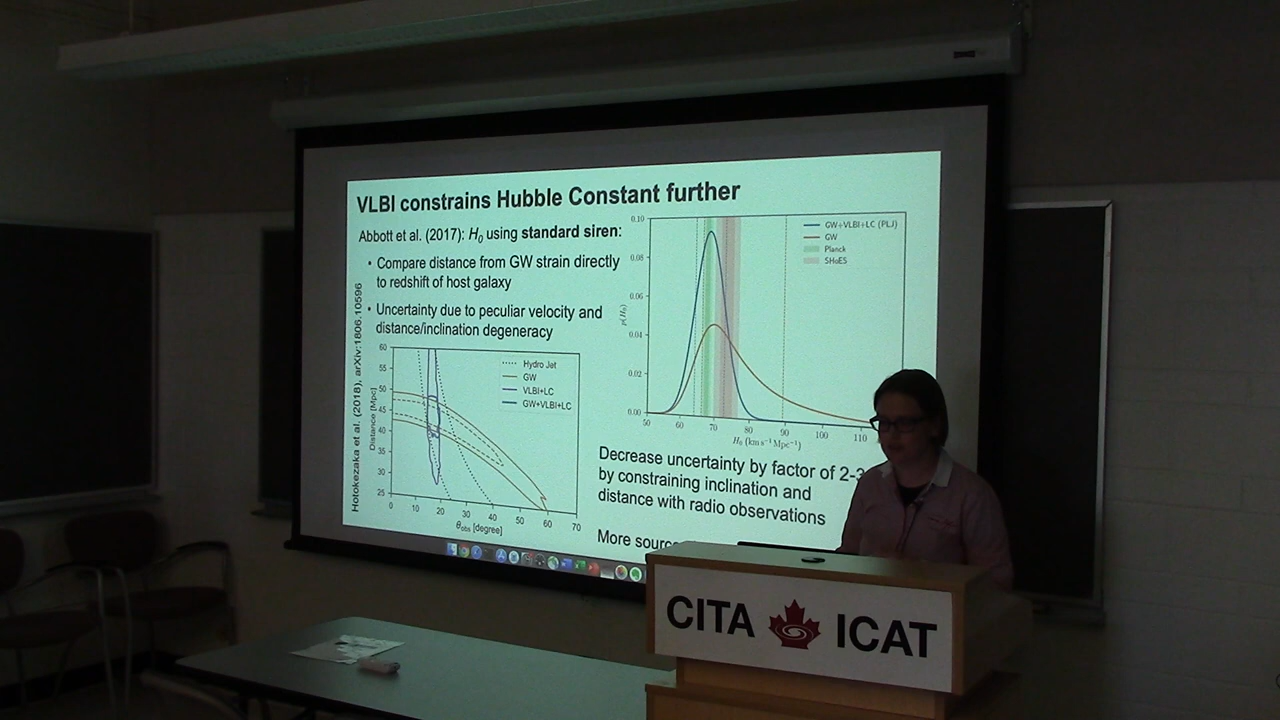 VLBI constrains Hubble Constant further
Abbott et al. (2017): H₀ using standard siren:
• Compare distance from GW strain directly
to redshift of host galaxy
• Uncertainty due to peculiar velocity and
distance/inclination degeneracy
Hotokezaka et al. (2018), arXiv:1806.10596
60
55
50
45
40
35
30
25
Distance [Mpc]
Hydro Jet
GW
VLBI+LC
GW+VLBI+LC
0 10 20 30 40 50 60 70
θobs [degree]
0.10
0.08
0.06
0.04
0.02
0.00
p(H₀)
GW+VLBI+LC (PLJ)
GW
Planck
SHoES
50 60 70 80 90 100 110
H₀ (km s⁻¹ Mpc⁻¹)
Decrease uncertainty by factor of 2-3
by constraining inclination and
distance with radio observations
More
CITA ICAT